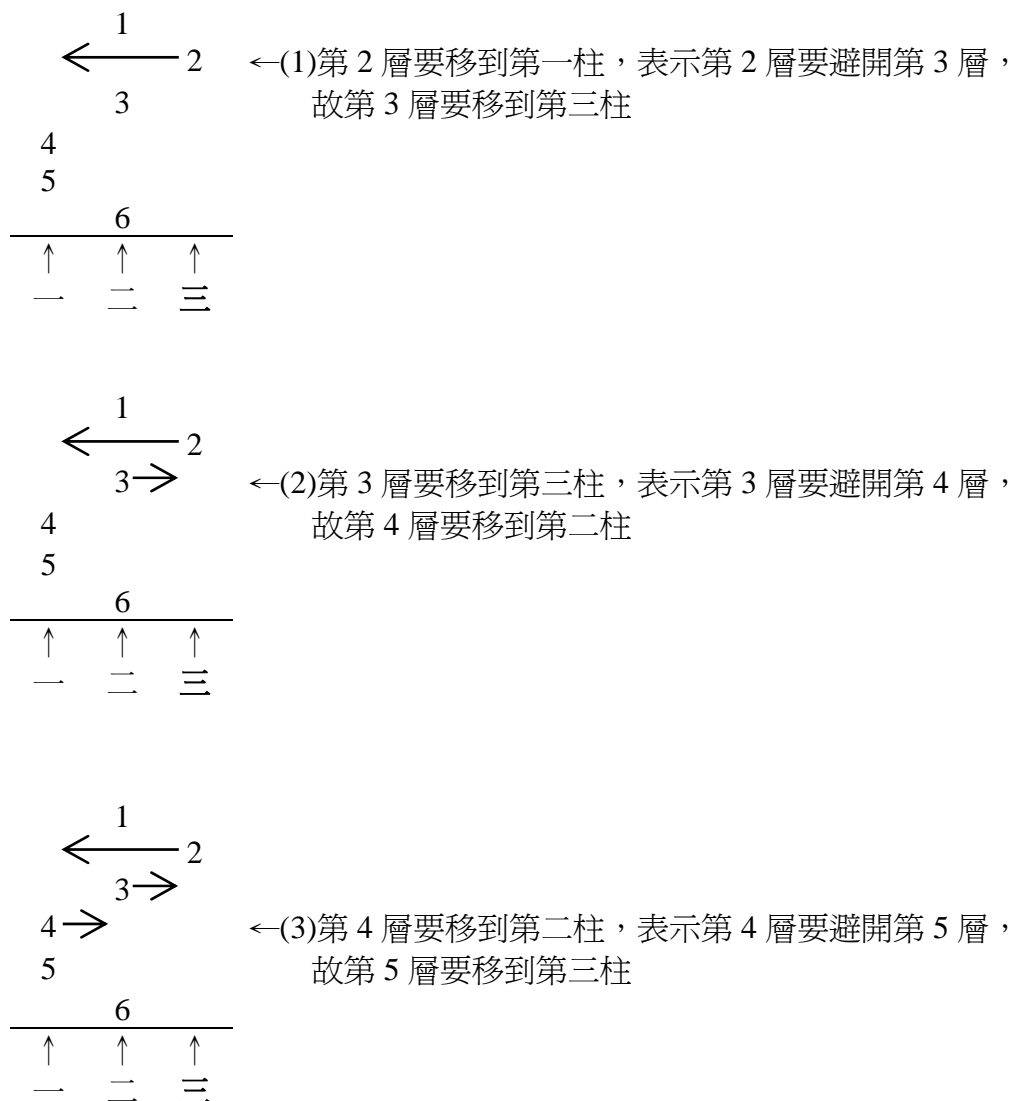 1
2 ←(1)第 2 層要移到第一柱，表示第 2 層要避開第 3 層，
3 故第 3 層要移到第三柱
4
5
6
↑ ↑ ↑
一 二 三
1
2
3 ←(2)第 3 層要移到第三柱，表示第 3 層要避開第 4 層，
4 故第 4 層要移到第二柱
5
6
↑ ↑ ↑
一 二 三
1
2
3
4 ←(3)第 4 層要移到第二柱，表示第 4 層要避開第 5 層，
5 故第 5 層要移到第三柱
6
↑ ↑ ↑
一 二 三